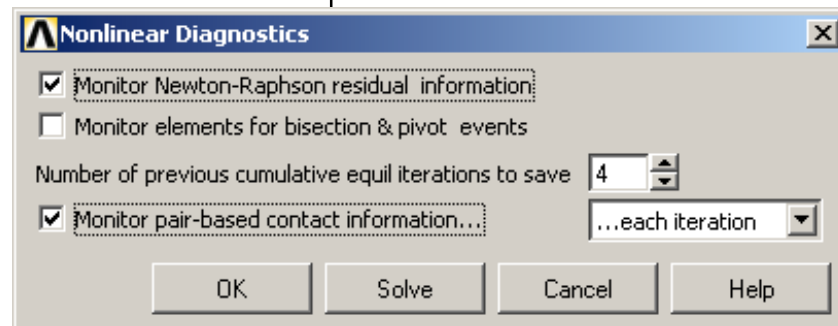 Nonlinear Diagnostics
Monitor Newton-Raphson residual information
Monitor elements for bisection & pivot events
Number of previous cumulative equil iterations to save 4
Monitor pair-based contact information... ...each iteration
OK Solve Cancel Help